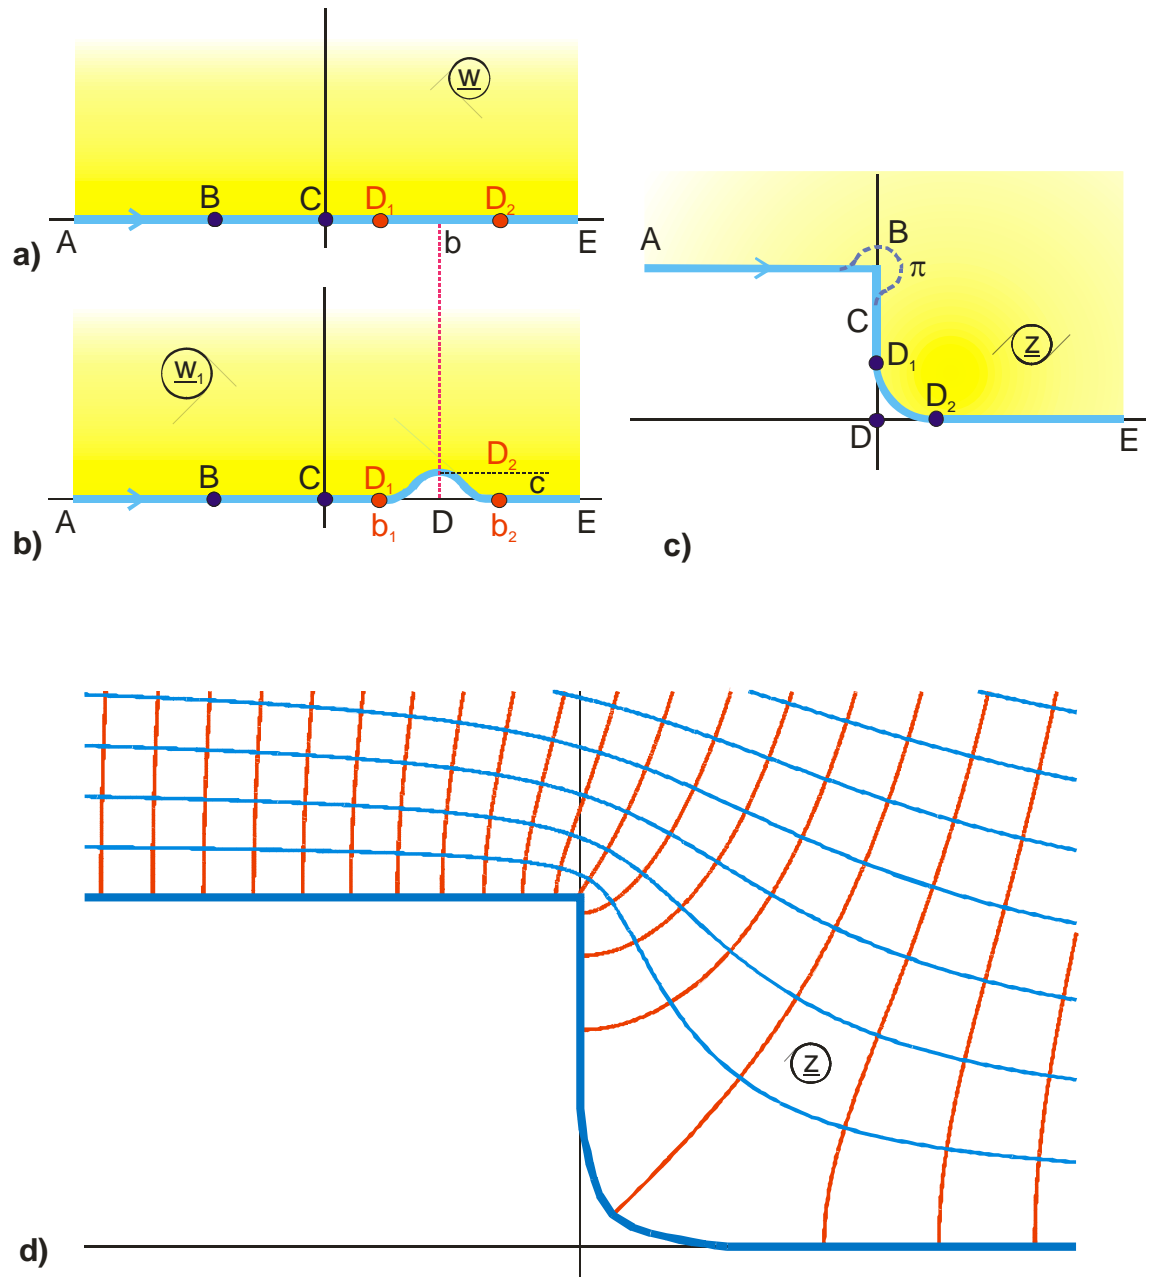 w
B C D₁ D₂
A b E
a)
w₁
B C D₁ D₂ c
A b₁ D b₂ E
b)
A B π
C z
D₁
D₂
D E
c)
z
d)